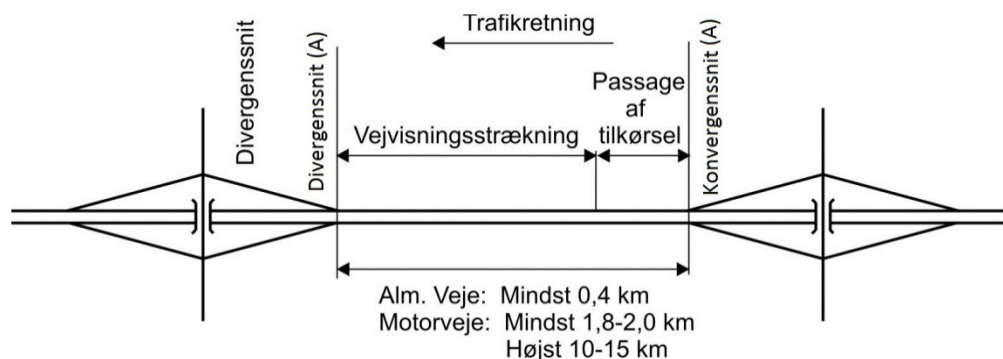 Trafikretning
Divergenssnit
Divergenssnit (A)
Konvergenssnit (A)
Passage
af
tilkørsel
Vejvisningsstrækning
Alm. Veje: Mindst 0,4 km
Motorveje: Mindst 1,8-2,0 km
Højst 10-15 km